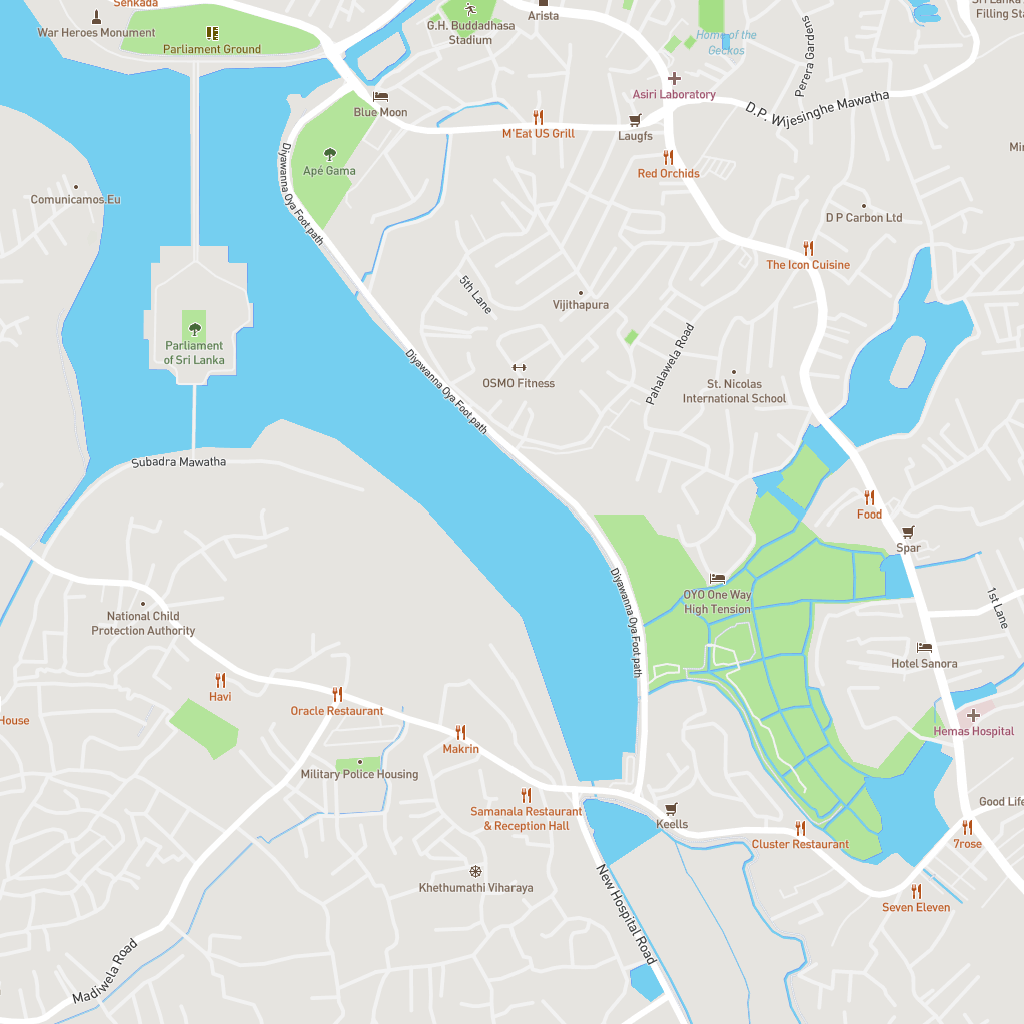 Senkada
War Heroes Monument
Parliament Ground
Arista
G.H. Buddadhasa
Stadium
Home of the
Geckos
Perera Gardens
Filling Sta
Asiri Laboratory
D.P. Wijesinghe Mawatha
Blue Moon
M'Eat US Grill
Laugfs
Min
Apé Gama
Diyawanna Oya Foot path
Red Orchids
Comunicamos Eu
D P Carbon Ltd
The Icon Cuisine
5th Lane
Vijithapura
Parliament
of Sri Lanka
Diyawanna Oya Foot path
OSMO Fitness
Pahalawela Road
St. Nicolas
International School
Subadra Mawatha
Food
Spar
Diyawanna Oya Foot path
OYO One Way
High Tension
1st Lane
National Child
Protection Authority
Hotel Sanora
Havi
Oracle Restaurant
House
Makrin
Hemas Hospital
Military Police Housing
Samanala Restaurant
& Reception Hall
Keells
Good Life
Cluster Restaurant
7rose
Khethumathi Viharaya
New Hospital Road
Seven Eleven
Madiwela Road